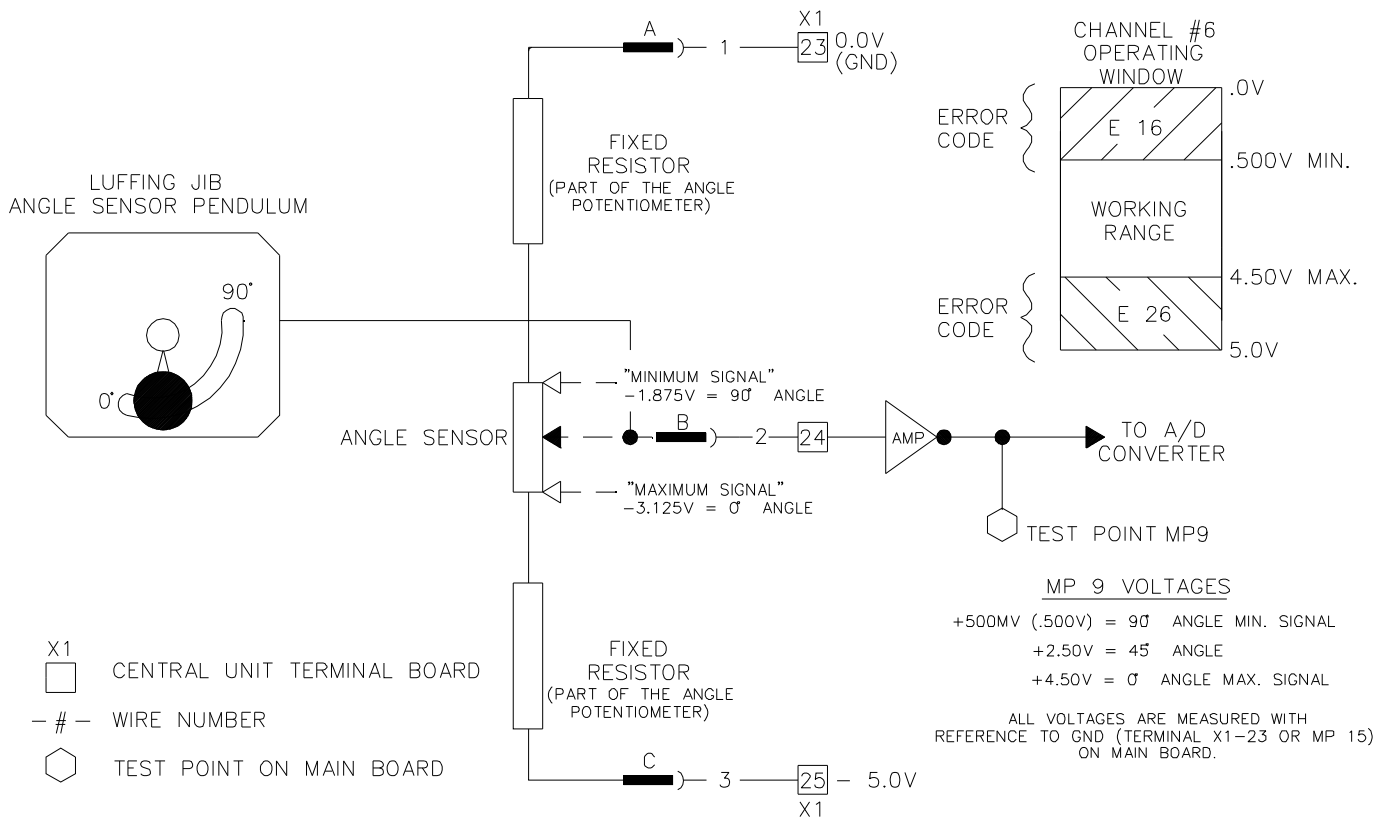 A
1
X1
23
0.0V
(GND)
CHANNEL #6
OPERATING
WINDOW
.0V
ERROR
CODE
E 16
.500V MIN.
WORKING
RANGE
4.50V MAX.
ERROR
CODE
E 26
5.0V
FIXED
RESISTOR
(PART OF THE ANGLE
POTENTIOMETER)
LUFFING JIB
ANGLE SENSOR PENDULUM
90°
0°
"MINIMUM SIGNAL"
-1.875V = 90° ANGLE
ANGLE SENSOR
B
2
24
AMP
TO A/D
CONVERTER
"MAXIMUM SIGNAL"
-3.125V = 0° ANGLE
TEST POINT MP9
MP 9 VOLTAGES
+500MV (.500V) = 90° ANGLE MIN. SIGNAL
+2.50V = 45° ANGLE
+4.50V = 0° ANGLE MAX. SIGNAL
ALL VOLTAGES ARE MEASURED WITH
REFERENCE TO GND (TERMINAL X1-23 OR MP 15)
ON MAIN BOARD.
FIXED
RESISTOR
(PART OF THE ANGLE
POTENTIOMETER)
X1
CENTRAL UNIT TERMINAL BOARD
-#- WIRE NUMBER
TEST POINT ON MAIN BOARD
C
3
25
- 5.0V
X1